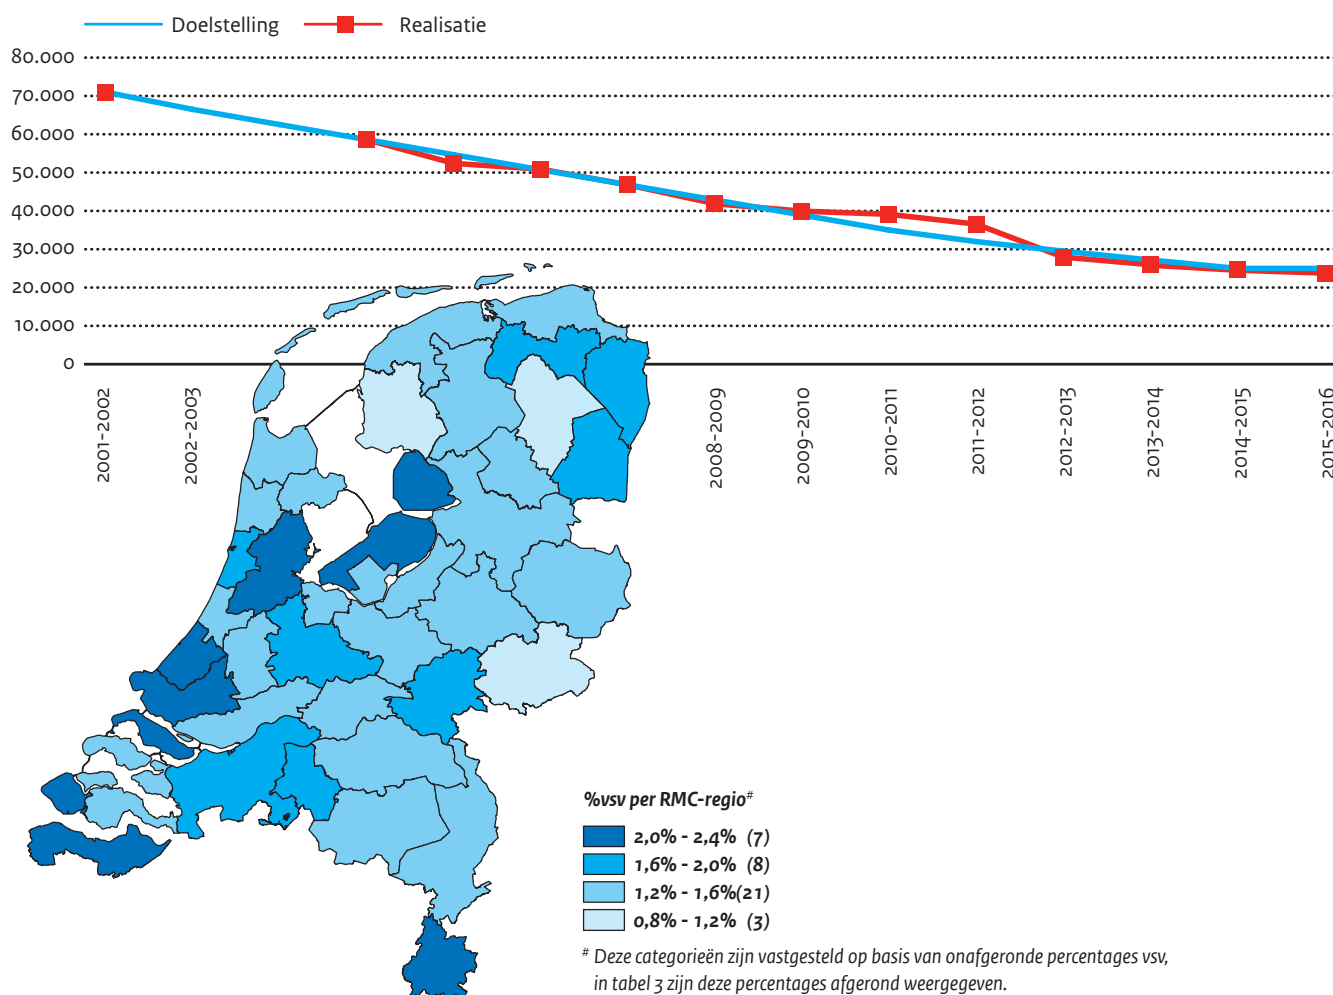 Doelstelling Realisatie
80.000
70.000
60.000
50.000
40.000
30.000
20.000
10.000
0
2001-2002
2002-2003
2008-2009
2009-2010
2010-2011
2011-2012
2012-2013
2013-2014
2014-2015
2015-2016
%vsv per RMC-regio#
2,0% - 2,4% (7)
1,6% - 2,0% (8)
1,2% - 1,6%(21)
0,8% - 1,2% (3)
# Deze categorieën zijn vastgesteld op basis van onafgeronde percentages vsv,
in tabel 3 zijn deze percentages afgerond weergegeven.